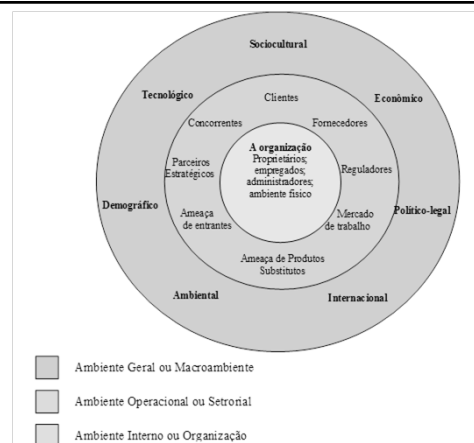 Sociocultural
Tecnológico
Econômico
Clientes
Concorrentes
Fornecedores
A organização
Proprietários;
empregados;
administradores;
ambiente físico
Parceiros
Estratégicos
Reguladores
Demográfico
Político-legal
Ameaça
de entrantes
Mercado
de trabalho
Ameaça de Produtos
Substitutos
Ambiental
Internacional
Ambiente Geral ou Macroambiente
Ambiente Operacional ou Setrorial
Ambiente Interno ou Organização